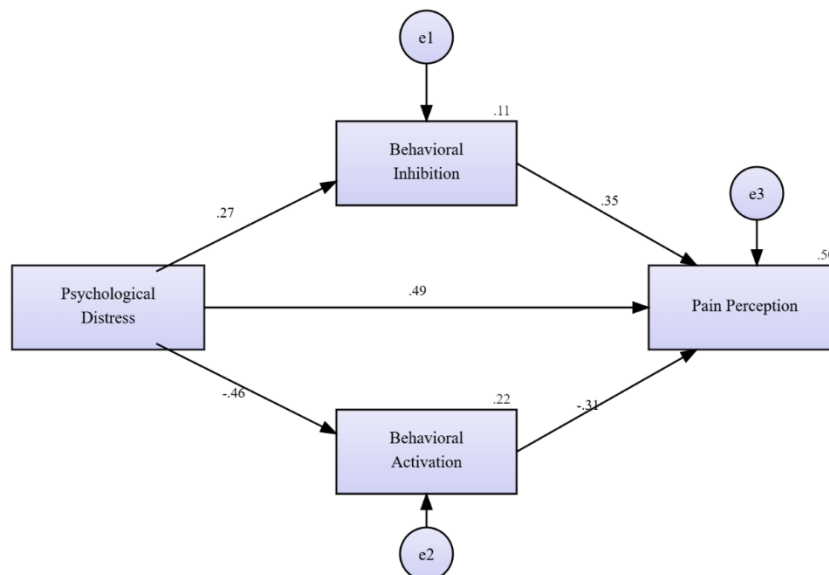 e1
.11
Behavioral
Inhibition
e3
.27
.35
Psychological
Distress
.49
Pain Perception
-.46
.22
-.31
Behavioral
Activation
e2